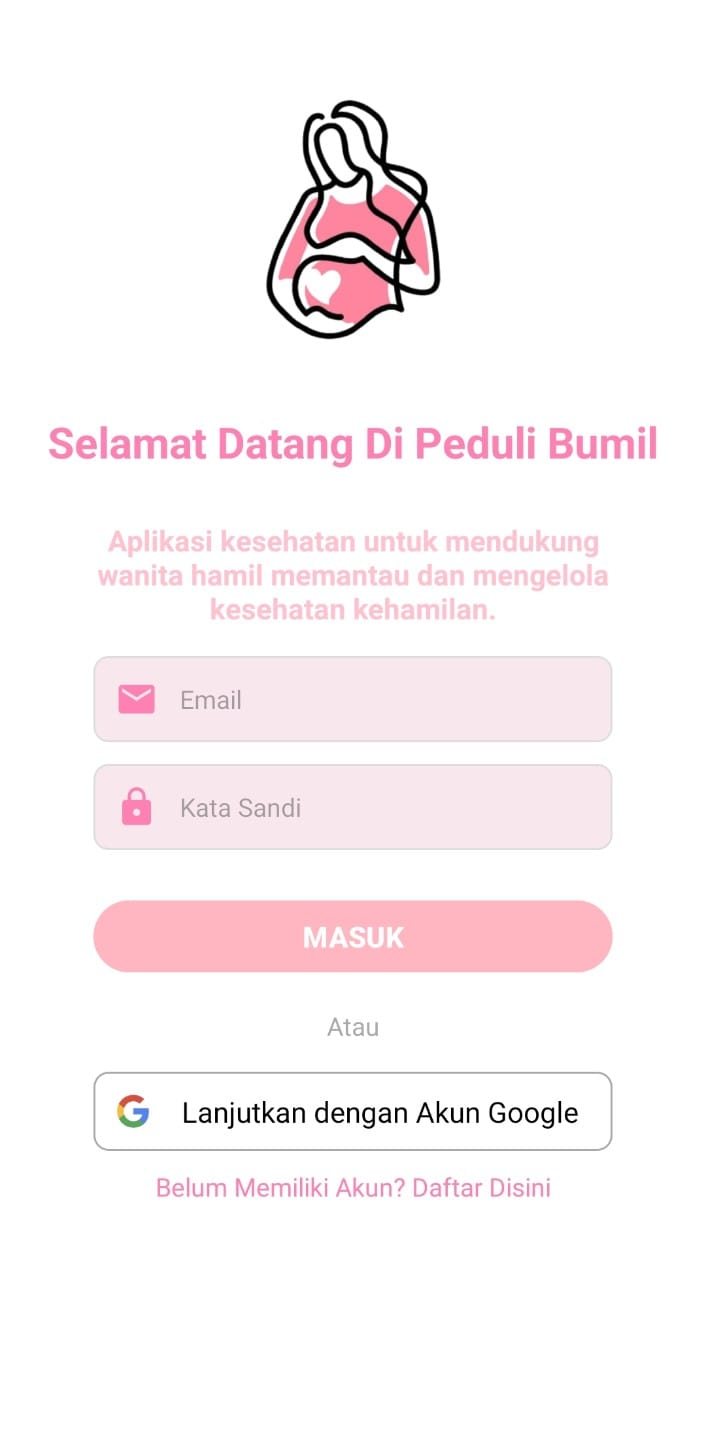 Selamat Datang Di Peduli Bumil
Aplikasi kesehatan untuk mendukung
wanita hamil memantau dan mengelola
kesehatan kehamilan.
Email
Kata Sandi
MASUK
Atau
Lanjutkan dengan Akun Google
Belum Memiliki Akun? Daftar Disini